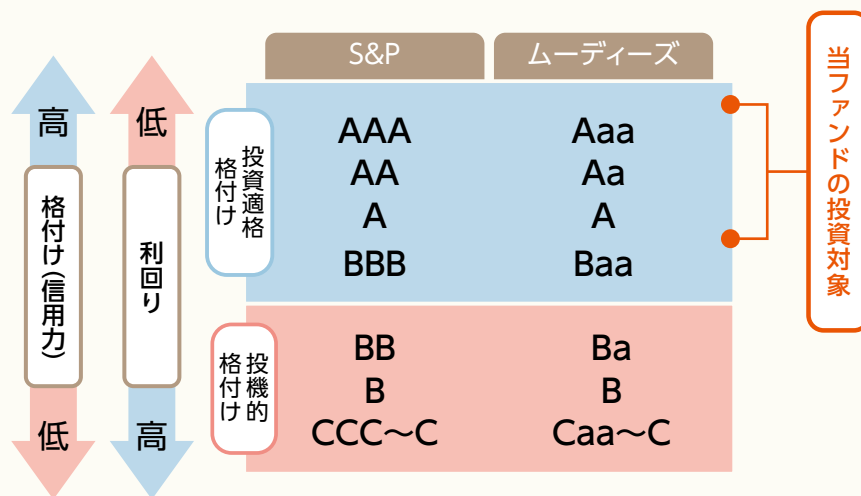 S&P
ムーディーズ
高
格付け(信用力)
低
低
利回り
高
投資適格
格付け
AAA
Aaa
AA
Aa
A
A
BBB
Baa
投機的
格付け
BB
Ba
B
B
CCC〜C
Caa〜C
当ファンドの投資対象